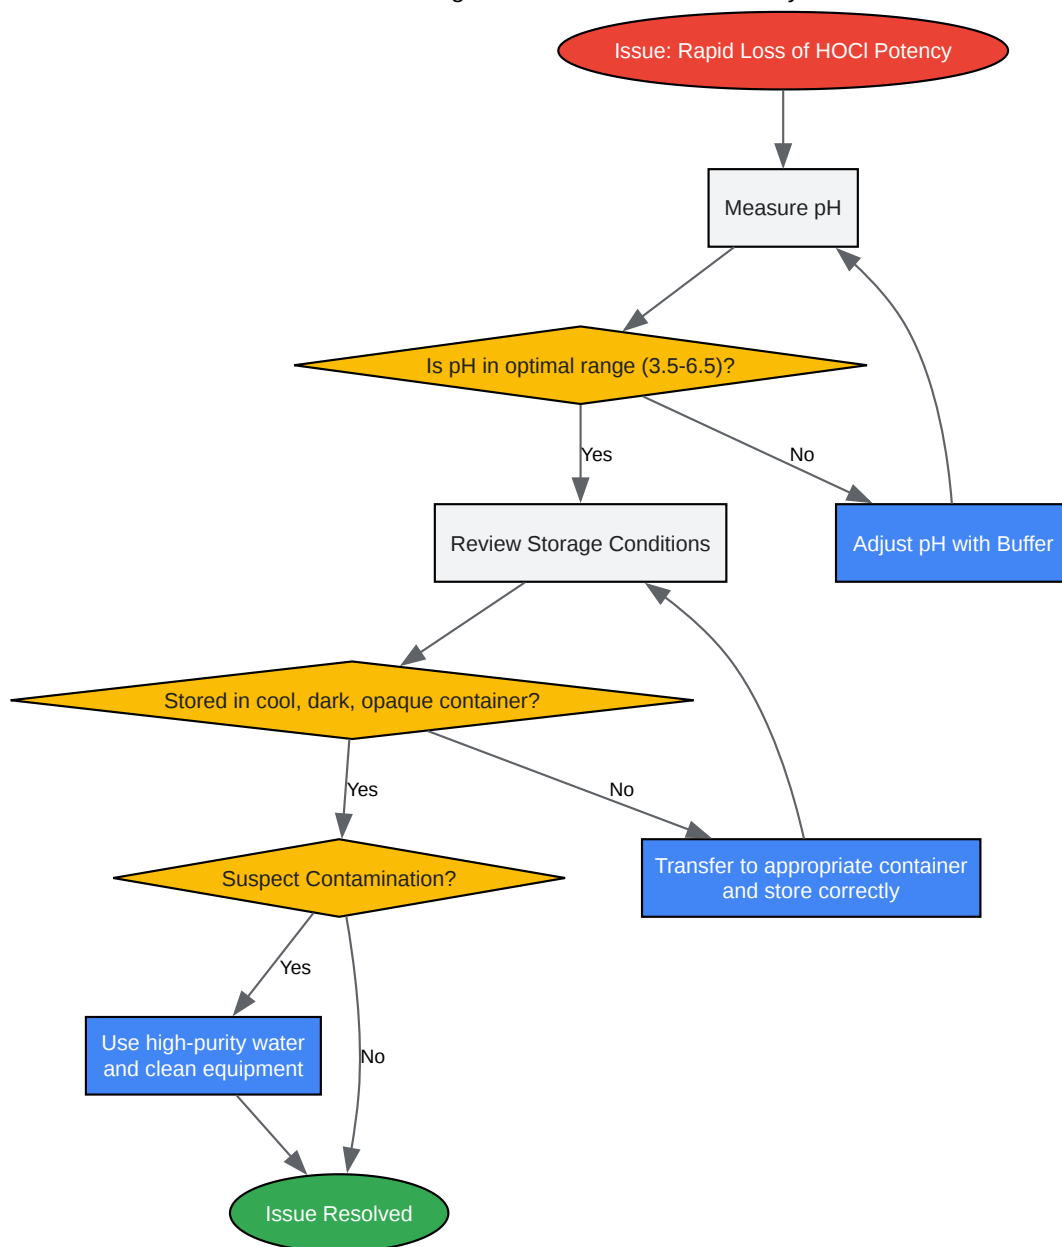 Issue: Rapid Loss of HOCl Potency
Measure pH
Is pH in optimal range (3.5-6.5)?
Yes
No
Review Storage Conditions
Adjust pH with Buffer
Stored in cool, dark, opaque container?
Yes
No
Suspect Contamination?
Transfer to appropriate container
and store correctly
Yes
Use high-purity water
and clean equipment
No
Issue Resolved